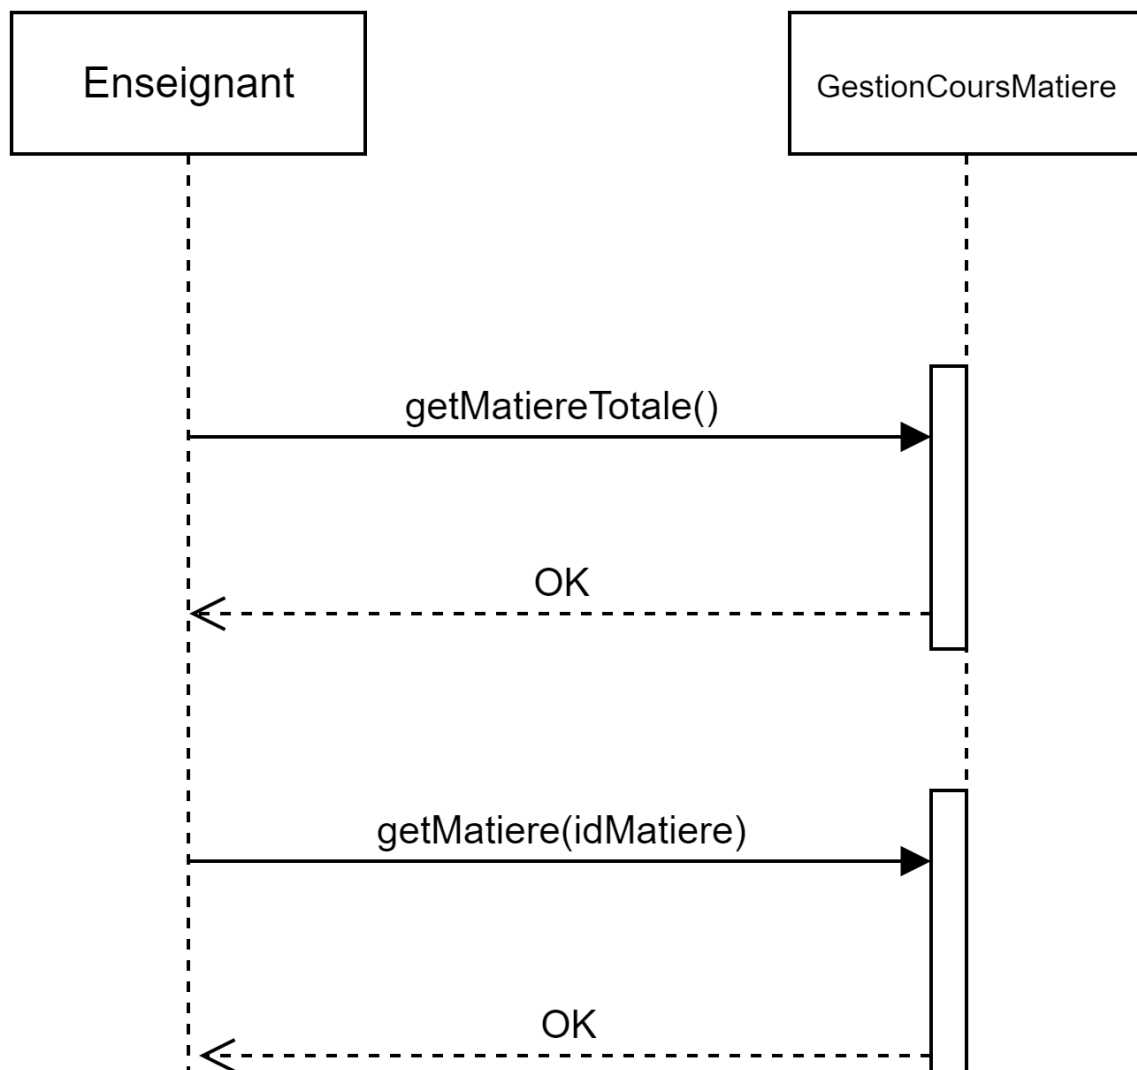 Enseignant
GestionCoursMatiere
getMatiereTotale()
OK
getMatiere(idMatiere)
OK